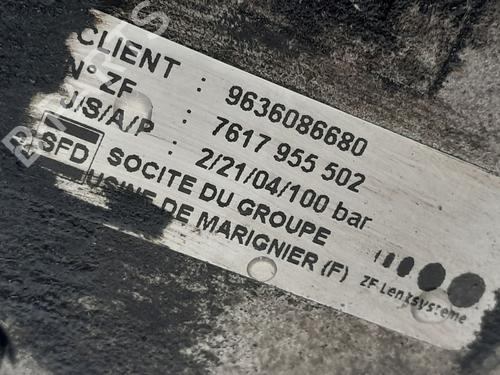 CLIENT : 9636086680
N° ZF : 7617 955 502
J/S/A/P : 2/21/04/100 bar
SFD SOCITE DU GROUPE
USINE DE MARIGNIER (F)
ZF-Lenksysteme